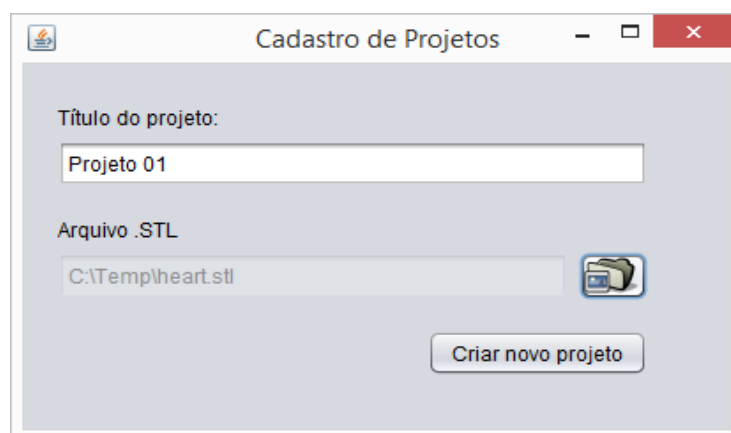 Cadastro de Projetos
Título do projeto:
Projeto 01
Arquivo .STL
C:\Temp\heart.stl
Criar novo projeto